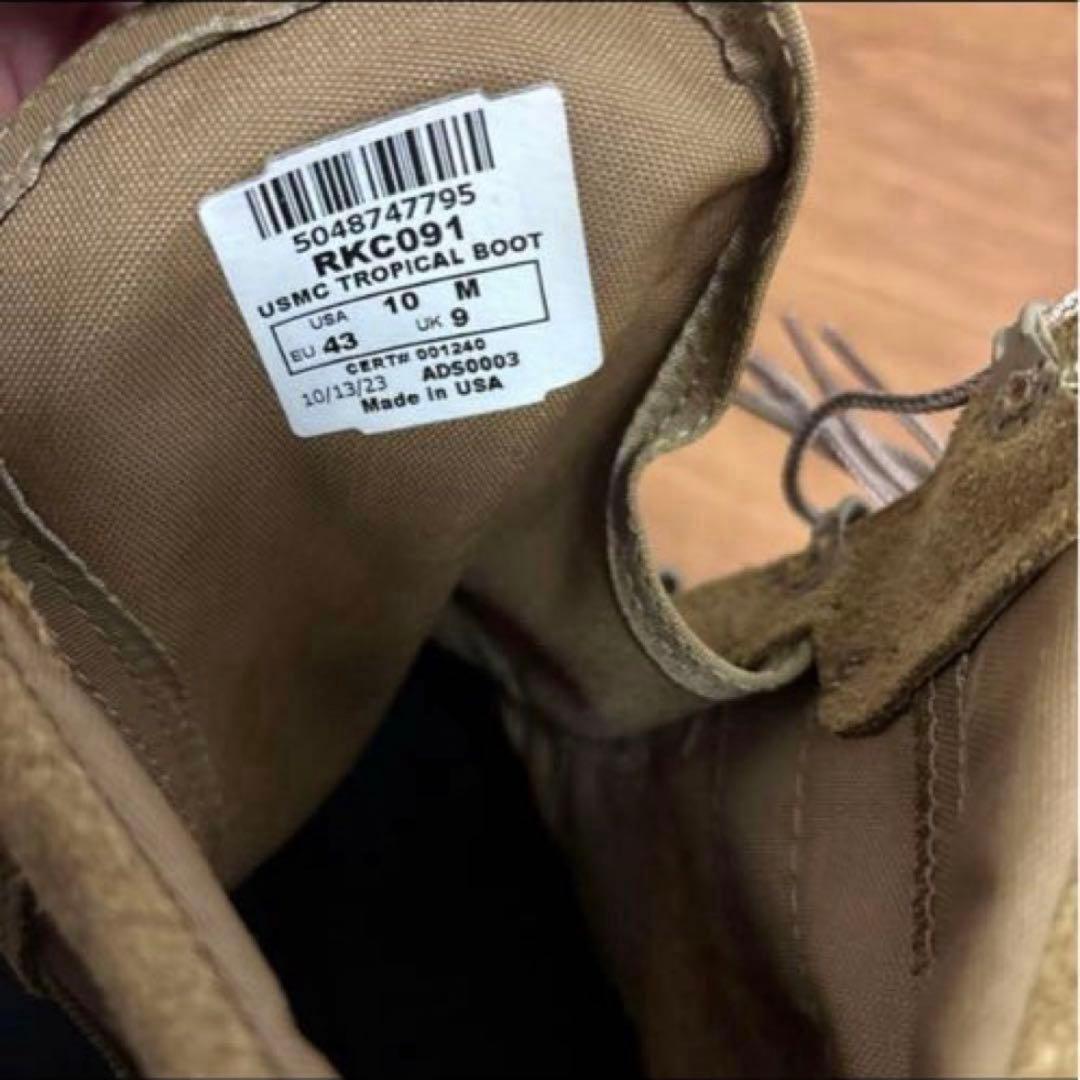 5048747795
RKC091
USMC TROPICAL BOOT
USA 10 M
EU 43 UK 9
CERT# 001240
10/13/23 ADS0003
Made in USA